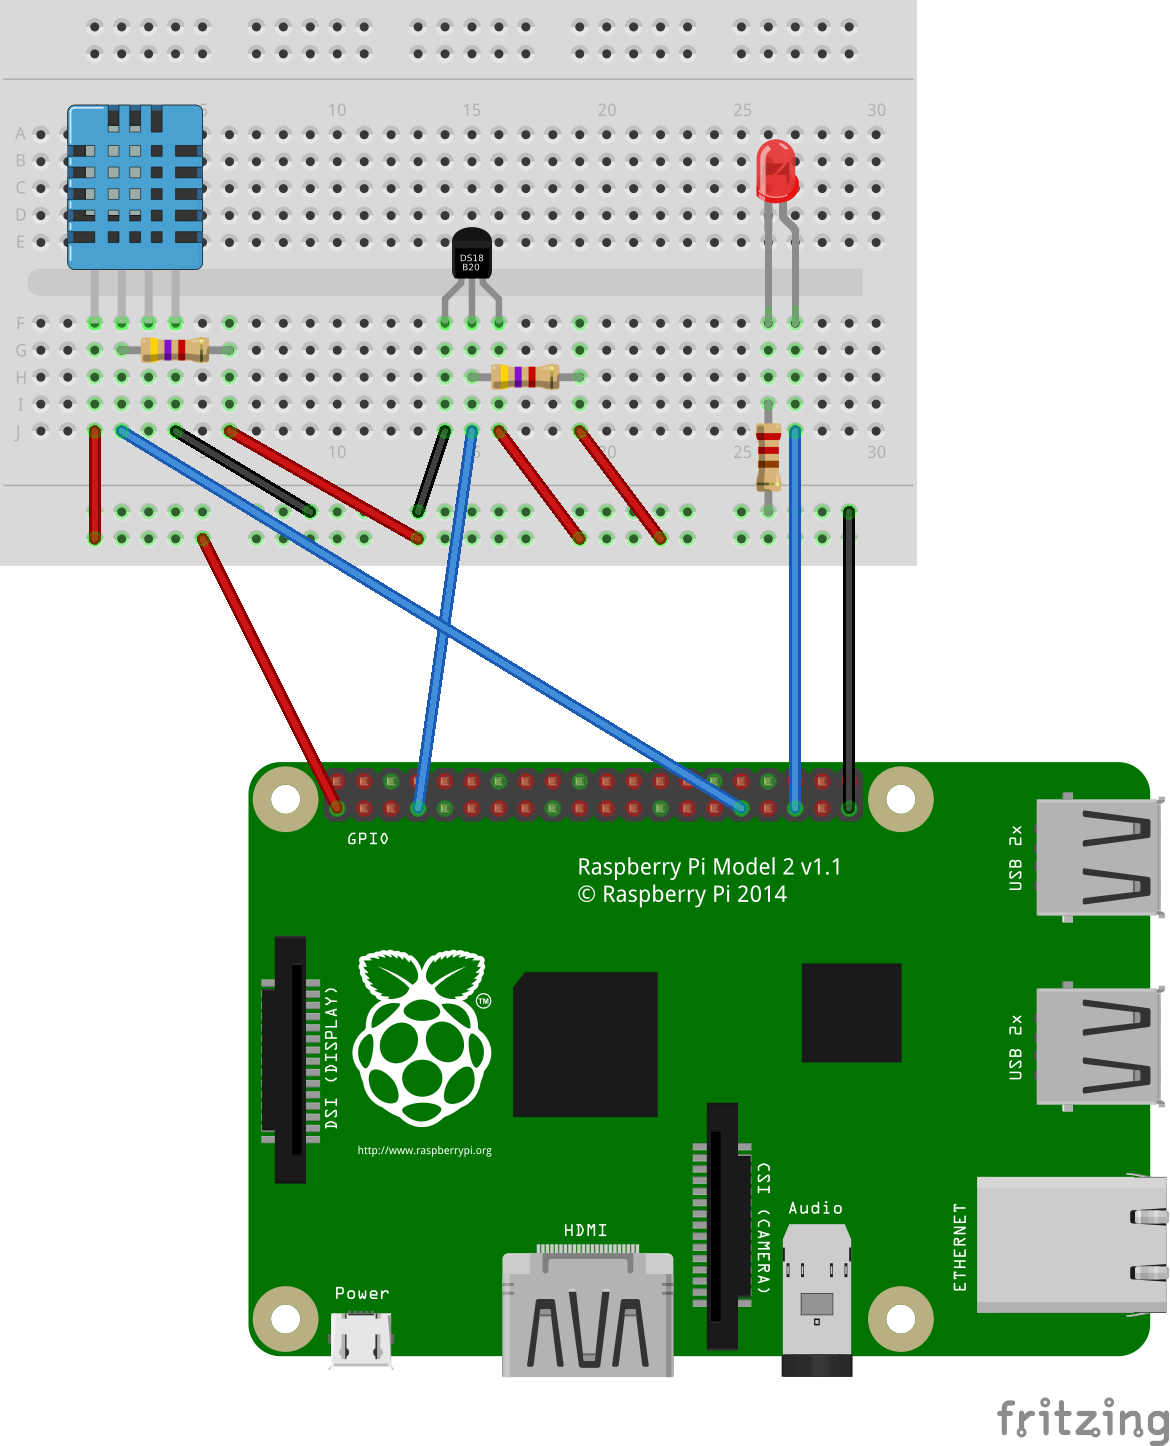 5 10 15 20 25 30
A
B
C
D
E
DS18
B20
F
G
H
I
J
10 5 20 25 30
GPIO
Raspberry Pi Model 2 v1.1
© Raspberry Pi 2014
USB 2x
TM
DSI (DISPLAY)
USB 2x
http://www.raspberrypi.org
CSI (CAMERA)
Audio
ETHERNET
HDMI
Power
fritzing